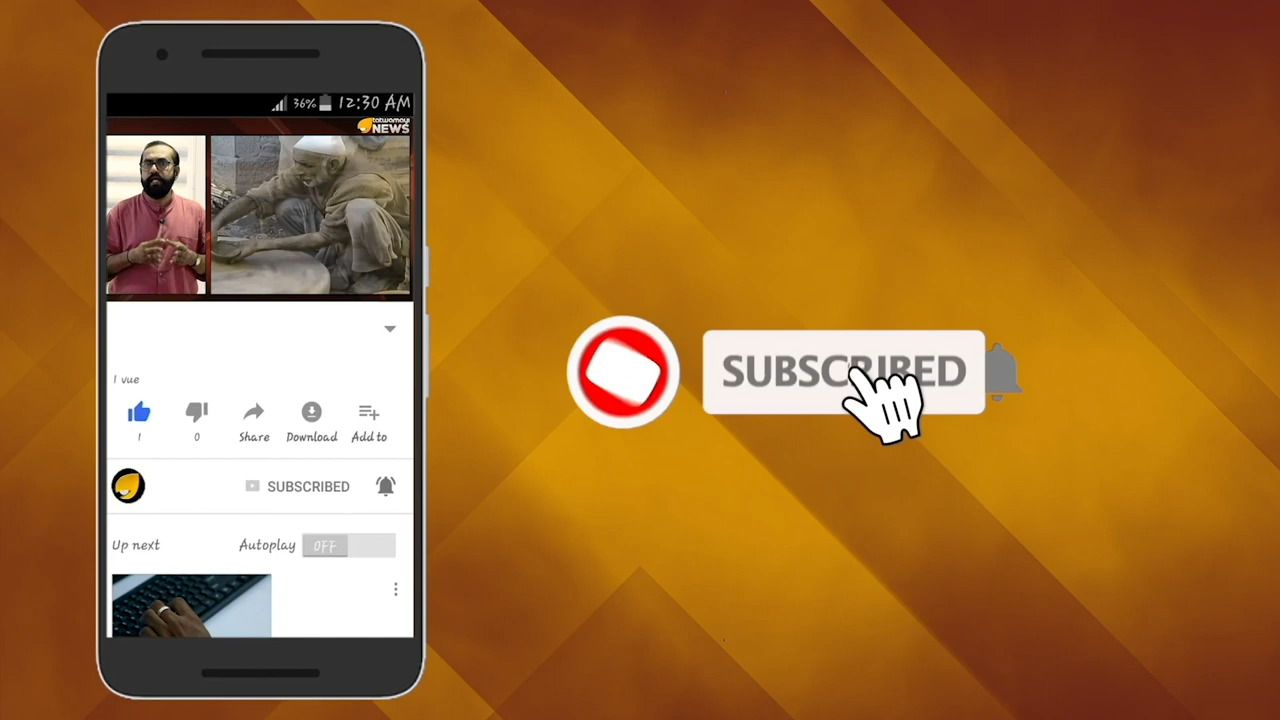 36% 12:30 AM
tatwamayi
NEWS
1 vue
1
0
Share
Download
Add to
SUBSCRIBED
Up next
Autoplay
OFF
SUBSCRIBED